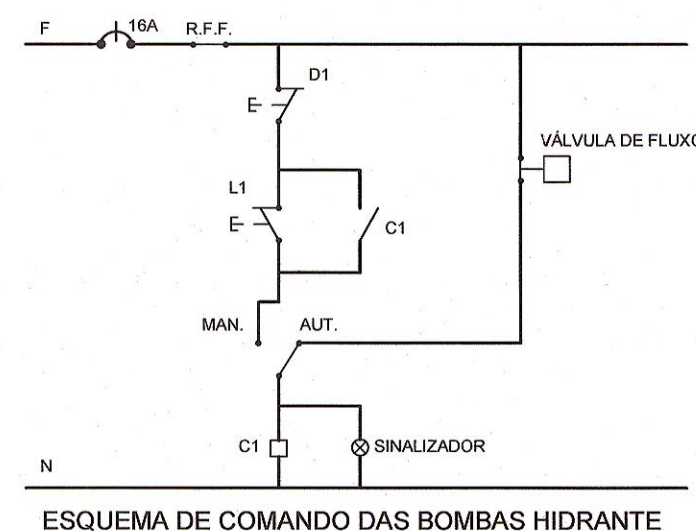 F 16A R.F.F.
D1
VÁLVULA DE FLUXO
L1
C1
MAN. AUT.
C1 SINALIZADOR
N
ESQUEMA DE COMANDO DAS BOMBAS HIDRANTE